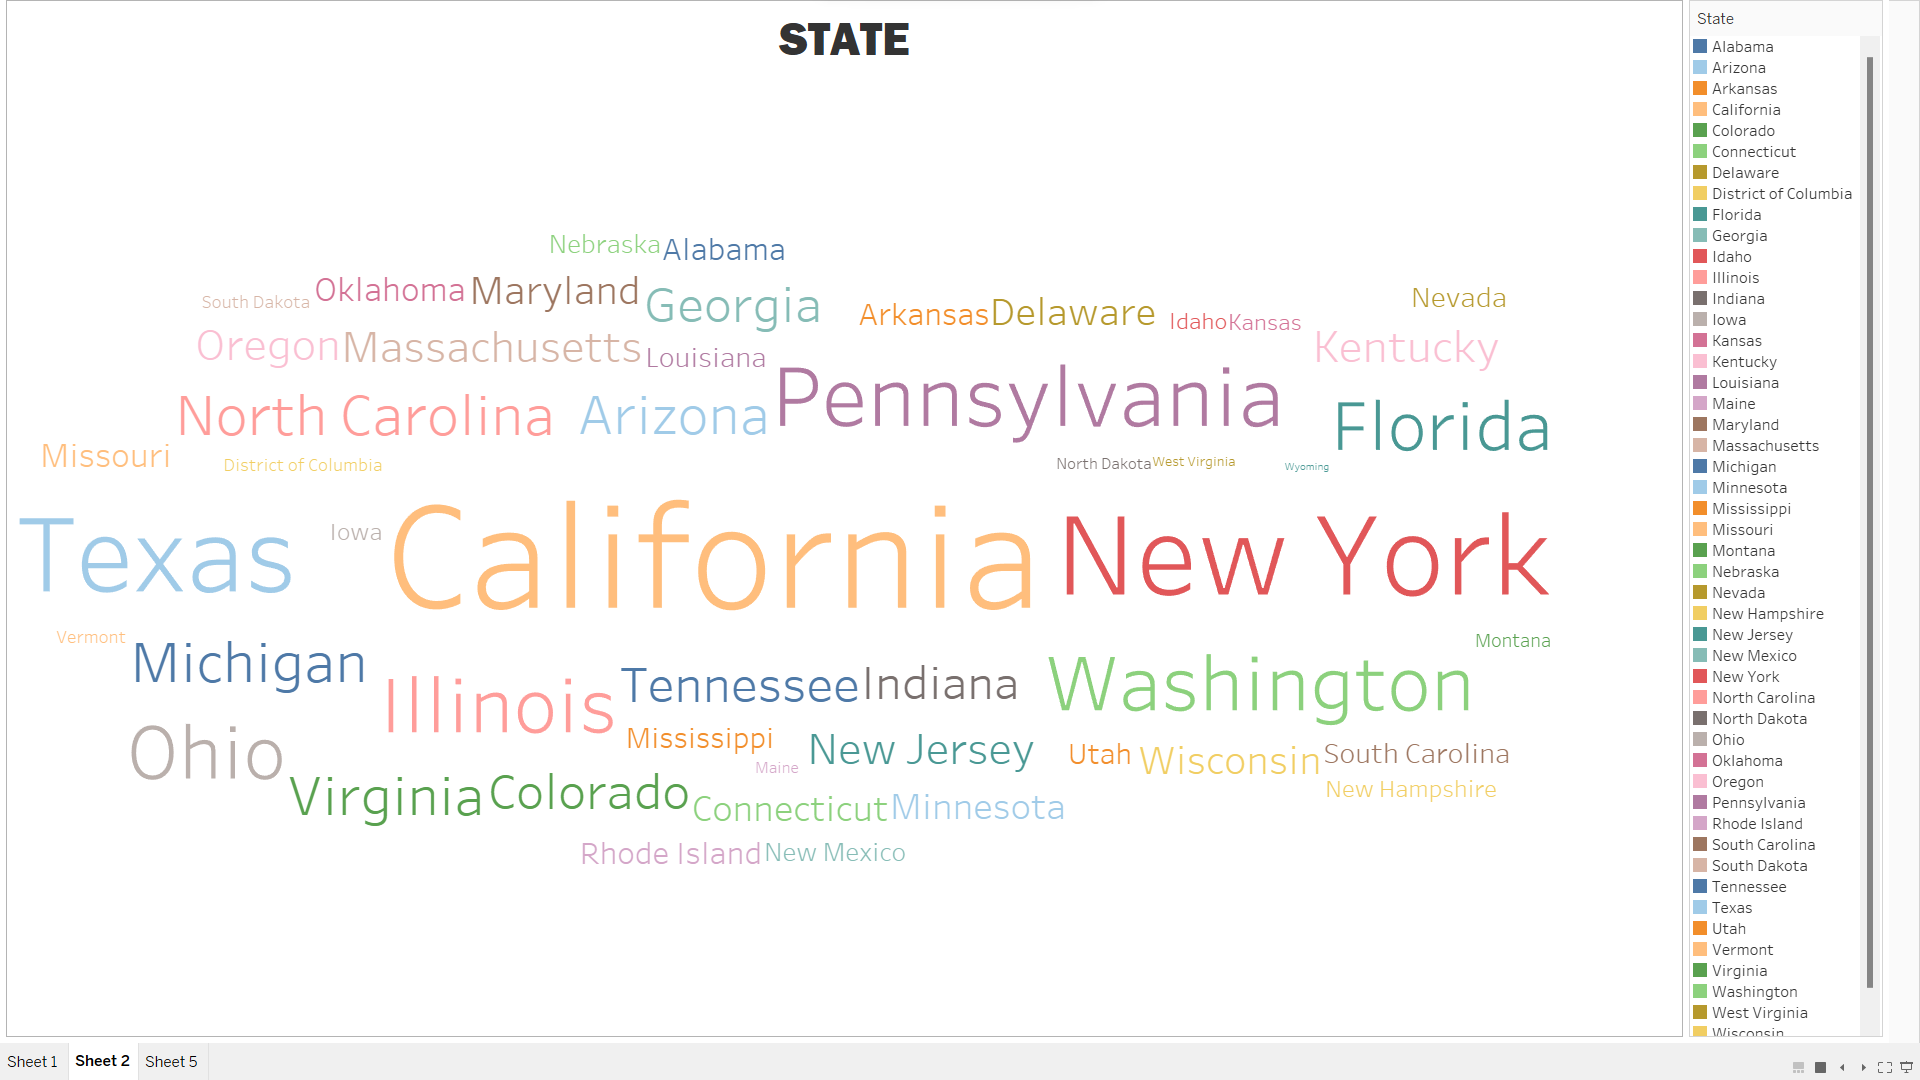 STATE
Nebraska Alabama
South Dakota Oklahoma Maryland Georgia Arkansas Delaware Idaho Kansas Nevada
Oregon Massachusetts Louisiana Kentucky
North Carolina Arizona Pennsylvania Florida
Missouri District of Columbia North Dakota West Virginia Wyoming
Texas Iowa California New York
Vermont Michigan Illinois Tennessee Indiana Washington Montana
Ohio Mississippi Maine New Jersey Utah Wisconsin South Carolina
Virginia Colorado Connecticut Minnesota New Hampshire
Rhode Island New Mexico
State
Alabama
Arizona
Arkansas
California
Colorado
Connecticut
Delaware
District of Columbia
Florida
Georgia
Idaho
Illinois
Indiana
Iowa
Kansas
Kentucky
Louisiana
Maine
Maryland
Massachusetts
Michigan
Minnesota
Mississippi
Missouri
Montana
Nebraska
Nevada
New Hampshire
New Jersey
New Mexico
New York
North Carolina
North Dakota
Ohio
Oklahoma
Oregon
Pennsylvania
Rhode Island
South Carolina
South Dakota
Tennessee
Texas
Utah
Vermont
Virginia
Washington
West Virginia
Wisconsin
Sheet 1 Sheet 2 Sheet 5